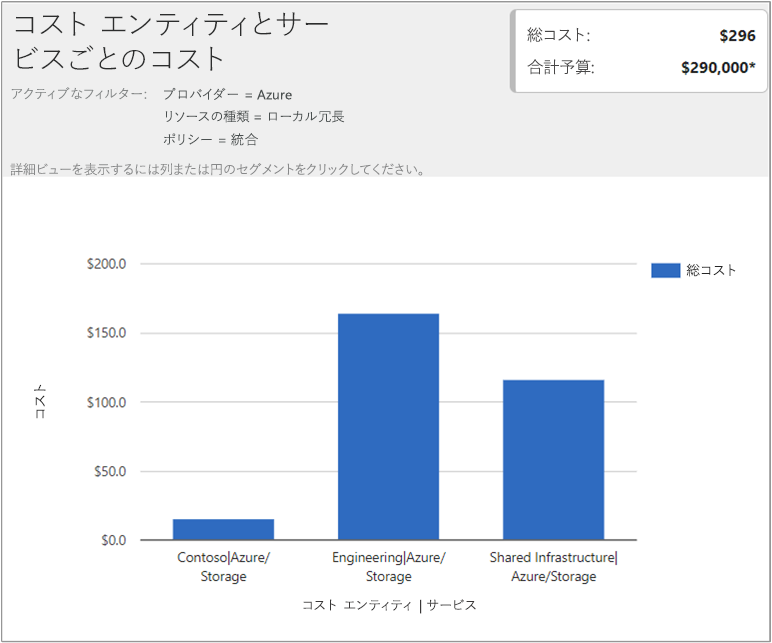 コスト エンティティとサー
ビスごとのコスト
総コスト: $296
合計予算: $290,000*
アクティブなフィルター: プロバイダー = Azure
リソースの種類 = ローカル冗長
ポリシー = 統合
詳細ビューを表示するには列または円のセグメントをクリックしてください。
$200.0
$150.0
$100.0
$50.0
$0.0
コスト
総コスト
Contoso|Azure/
Storage
Engineering|Azure/
Storage
Shared Infrastructure|
Azure/Storage
コスト エンティティ | サービス